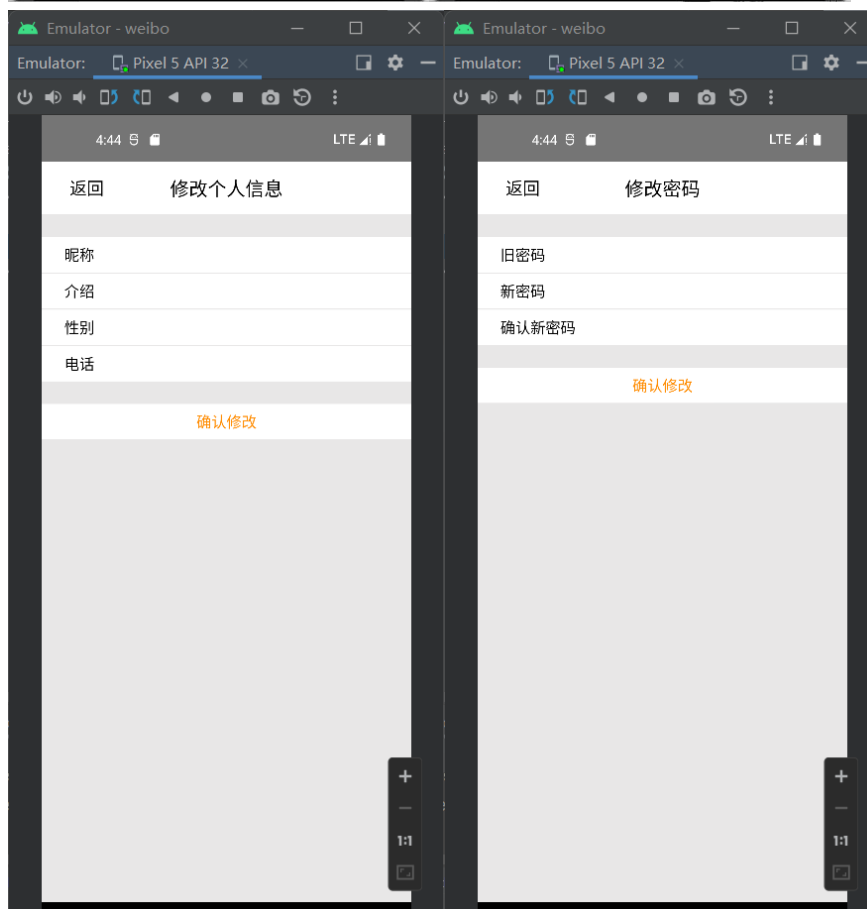 Emulator - weibo
Emulator: Pixel 5 API 32
4:44 LTE
返回 修改个人信息
昵称
介绍
性别
电话
确认修改
1:1
Emulator - weibo
Emulator: Pixel 5 API 32
4:44 LTE
返回 修改密码
旧密码
新密码
确认新密码
确认修改
1:1